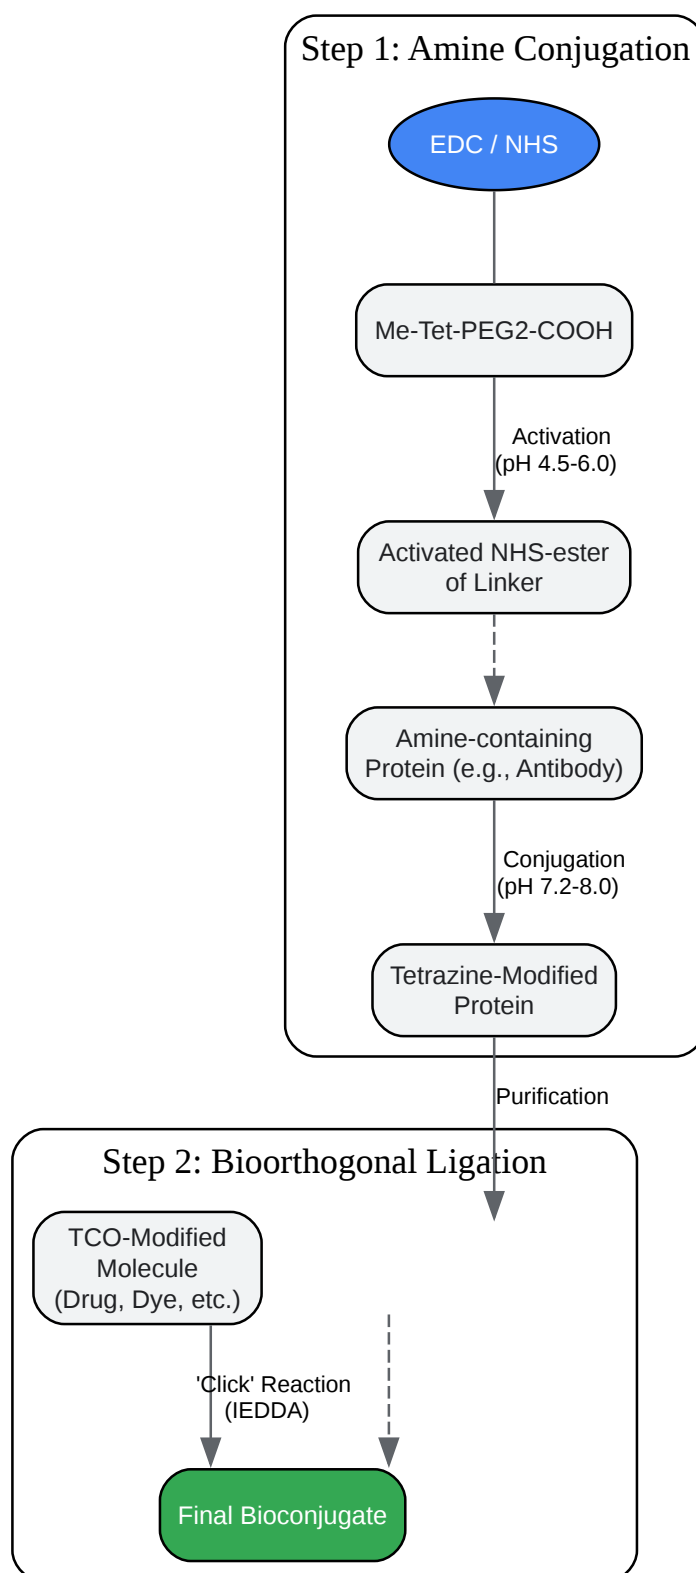 Step 1: Amine Conjugation
EDC / NHS
Me-Tet-PEG2-COOH
Activation
(pH 4.5-6.0)
Activated NHS-ester
of Linker
Amine-containing
Protein (e.g., Antibody)
Conjugation
(pH 7.2-8.0)
Tetrazine-Modified
Protein
Purification
Step 2: Bioorthogonal Ligation
TCO-Modified
Molecule
(Drug, Dye, etc.)
'Click' Reaction
(IEDDA)
Final Bioconjugate